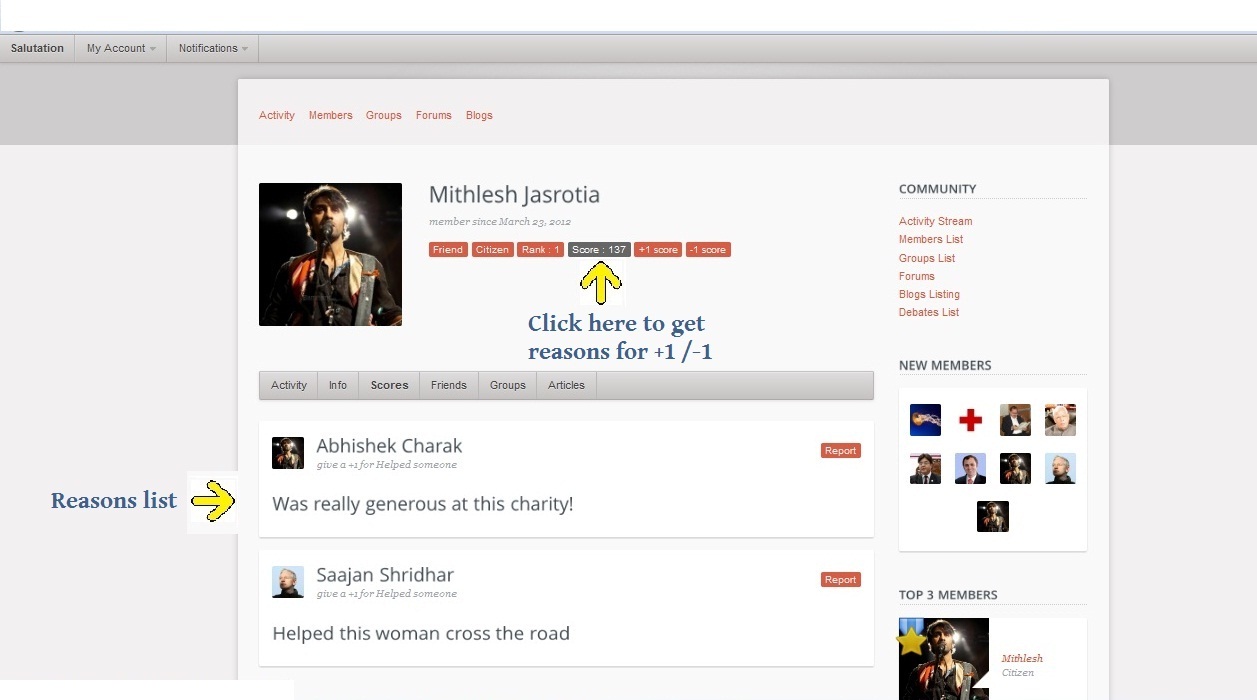 Salutation My Account Notifications
Activity Members Groups Forums Blogs
Mithlesh Jasrotia
member since March 23, 2012
Friend Citizen Rank : 1 Score : 137 +1 score -1 score
Click here to get
reasons for +1 /-1
Activity Info Scores Friends Groups Articles
Reasons list
Abhishek Charak
give a +1 for Helped someone
Report
Was really generous at this charity!
Saajan Shridhar
give a +1 for Helped someone
Report
Helped this woman cross the road
COMMUNITY
Activity Stream
Members List
Groups List
Forums
Blogs Listing
Debates List
NEW MEMBERS
TOP 3 MEMBERS
Mithlesh
Citizen